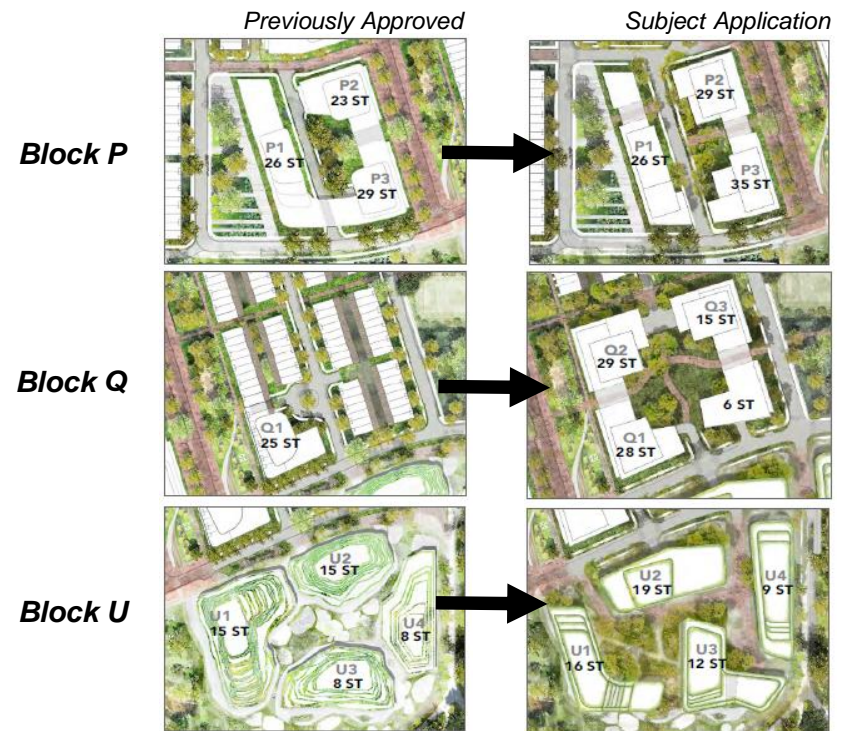 Previously Approved
Subject Application
Block P
P2
23 ST
P1
26 ST
P3
29 ST
P2
29 ST
P1
26 ST
P3
35 ST
Block Q
Q1
25 ST
Q3
15 ST
Q2
29 ST
6 ST
Q1
28 ST
Block U
U2
15 ST
U1
15 ST
U4
8 ST
U3
8 ST
U2
19 ST
U4
9 ST
U1
16 ST
U3
12 ST